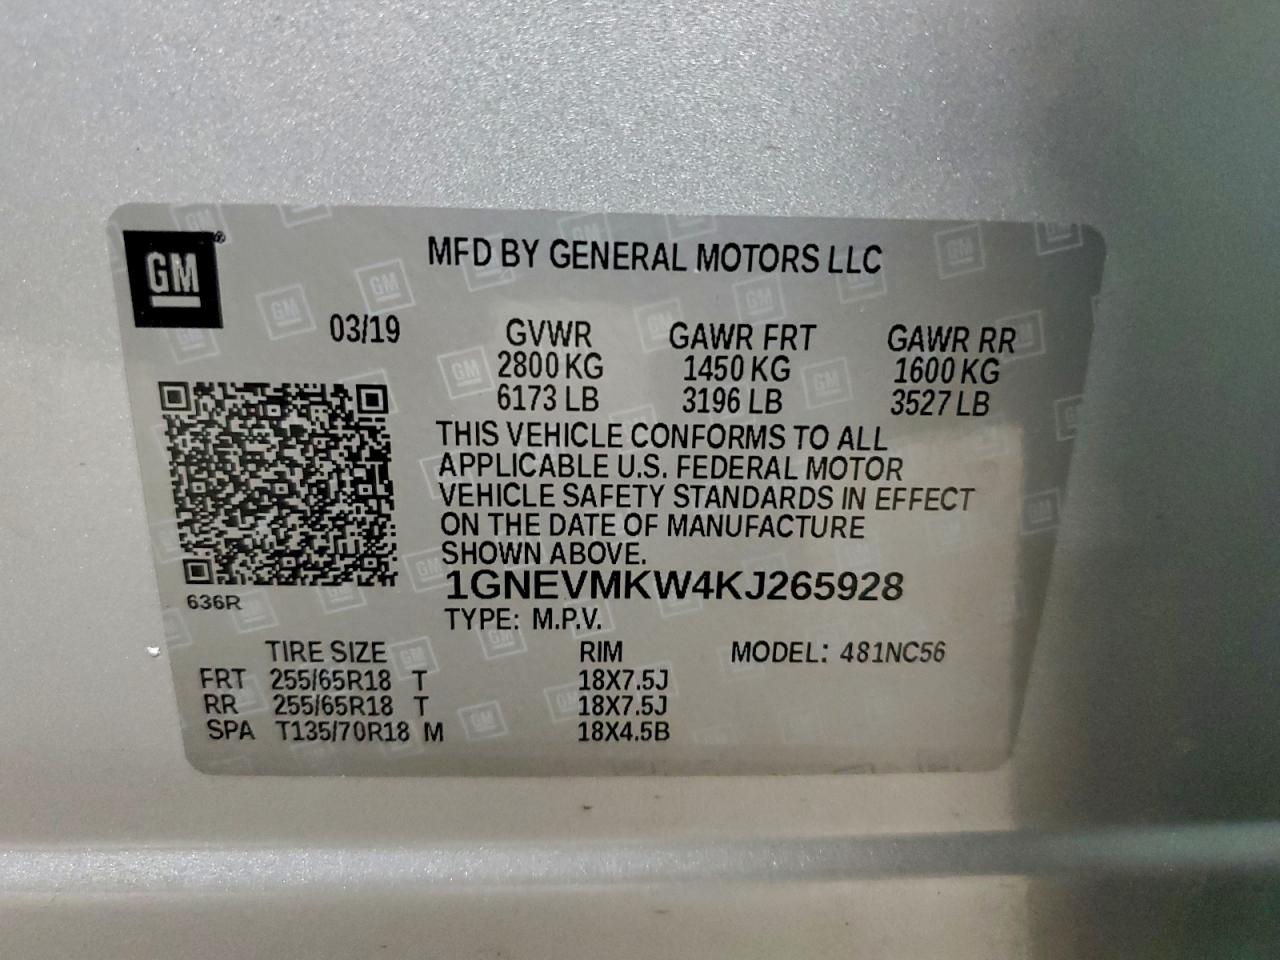 GM®
MFD BY GENERAL MOTORS LLC
03/19 GVWR GAWR FRT GAWR RR
2800 KG 1450 KG 1600 KG
6173 LB 3196 LB 3527 LB
THIS VEHICLE CONFORMS TO ALL
APPLICABLE U.S. FEDERAL MOTOR
VEHICLE SAFETY STANDARDS IN EFFECT
ON THE DATE OF MANUFACTURE
SHOWN ABOVE.
1GNEVMKW4KJ265928
636R
TYPE: M.P.V.
TIRE SIZE RIM MODEL: 481NC56
FRT 255/65R18 T 18X7.5J
RR 255/65R18 T 18X7.5J
SPA T135/70R18 M 18X4.5B